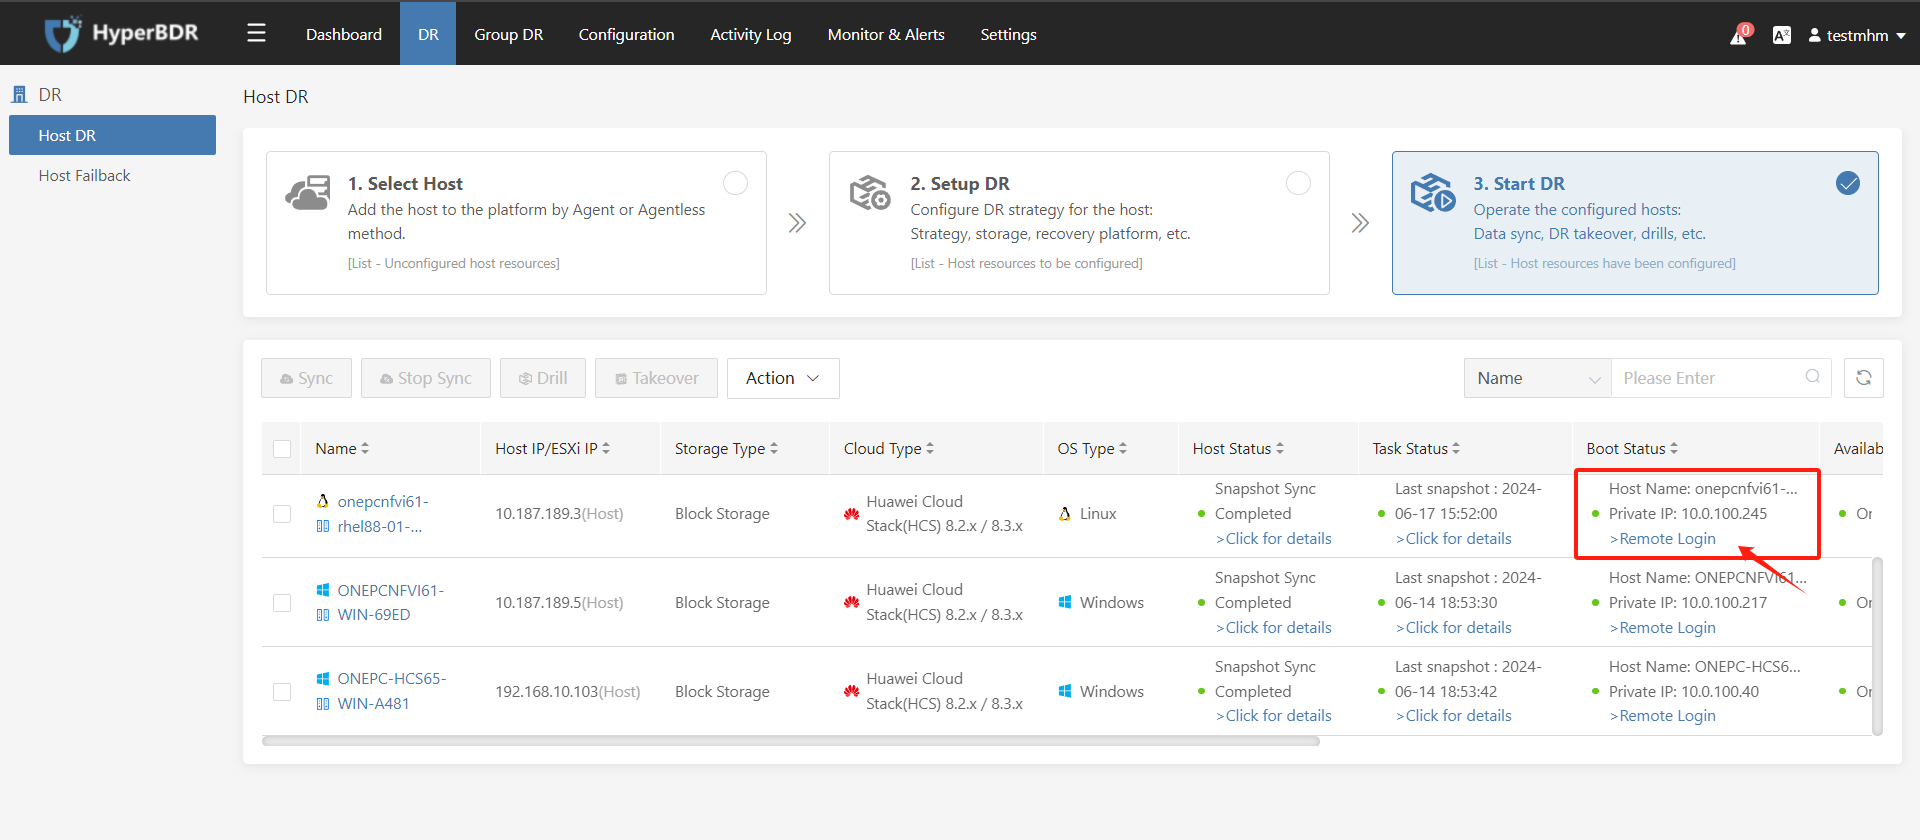 HyperBDR
Dashboard
DR
Group DR
Configuration
Activity Log
Monitor & Alerts
Settings
0
A
testmhm
DR
Host DR
Host Failback
Host DR
1. Select Host
Add the host to the platform by Agent or Agentless
method.
[List - Unconfigured host resources]
2. Setup DR
Configure DR strategy for the host:
Strategy, storage, recovery platform, etc.
[List - Host resources to be configured]
3. Start DR
Operate the configured hosts:
Data sync, DR takeover, drills, etc.
[List - Host resources have been configured]
Sync
Stop Sync
Drill
Takeover
Action
Name
Please Enter
Name
Host IP/ESXi IP
Storage Type
Cloud Type
OS Type
Host Status
Task Status
Boot Status
Availab
onepcnfvi61-
rhel88-01-...
10.187.189.3(Host)
Block Storage
Huawei Cloud
Stack(HCS) 8.2.x / 8.3.x
Linux
Snapshot Sync
Completed
>Click for details
Last snapshot : 2024-
06-17 15:52:00
>Click for details
Host Name: onepcnfvi61-...
Private IP: 10.0.100.245
>Remote Login
Or
ONEPCNFVI61-
WIN-69ED
10.187.189.5(Host)
Block Storage
Huawei Cloud
Stack(HCS) 8.2.x / 8.3.x
Windows
Snapshot Sync
Completed
>Click for details
Last snapshot : 2024-
06-14 18:53:30
>Click for details
Host Name: ONEPCNFVI61...
Private IP: 10.0.100.217
>Remote Login
Or
ONEPC-HCS65-
WIN-A481
192.168.10.103(Host)
Block Storage
Huawei Cloud
Stack(HCS) 8.2.x / 8.3.x
Windows
Snapshot Sync
Completed
>Click for details
Last snapshot : 2024-
06-14 18:53:42
>Click for details
Host Name: ONEPC-HCS6...
Private IP: 10.0.100.40
>Remote Login
Or